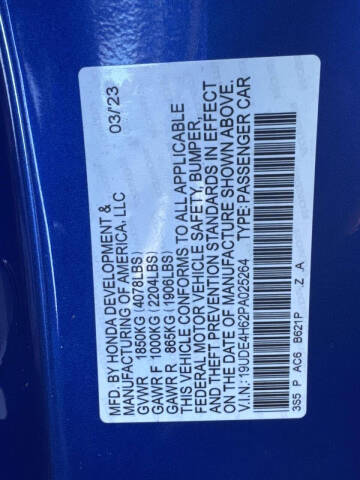 MFD. BY HONDA DEVELOPMENT &
MANUFACTURING OF AMERICA, LLC 03/23
GVWR 1850KG (4078LBS)
GAWR F 1000KG (2204LBS)
GAWR R 865KG (1906LBS)
THIS VEHICLE CONFORMS TO ALL APPLICABLE
FEDERAL MOTOR VEHICLE SAFETY, BUMPER,
AND THEFT PREVENTION STANDARDS IN EFFECT
ON THE DATE OF MANUFACTURE SHOWN ABOVE.
V.I.N.: 19UDE4H62PA025264 TYPE: PASSENGER CAR
3S5 P AC6 B621P Z A